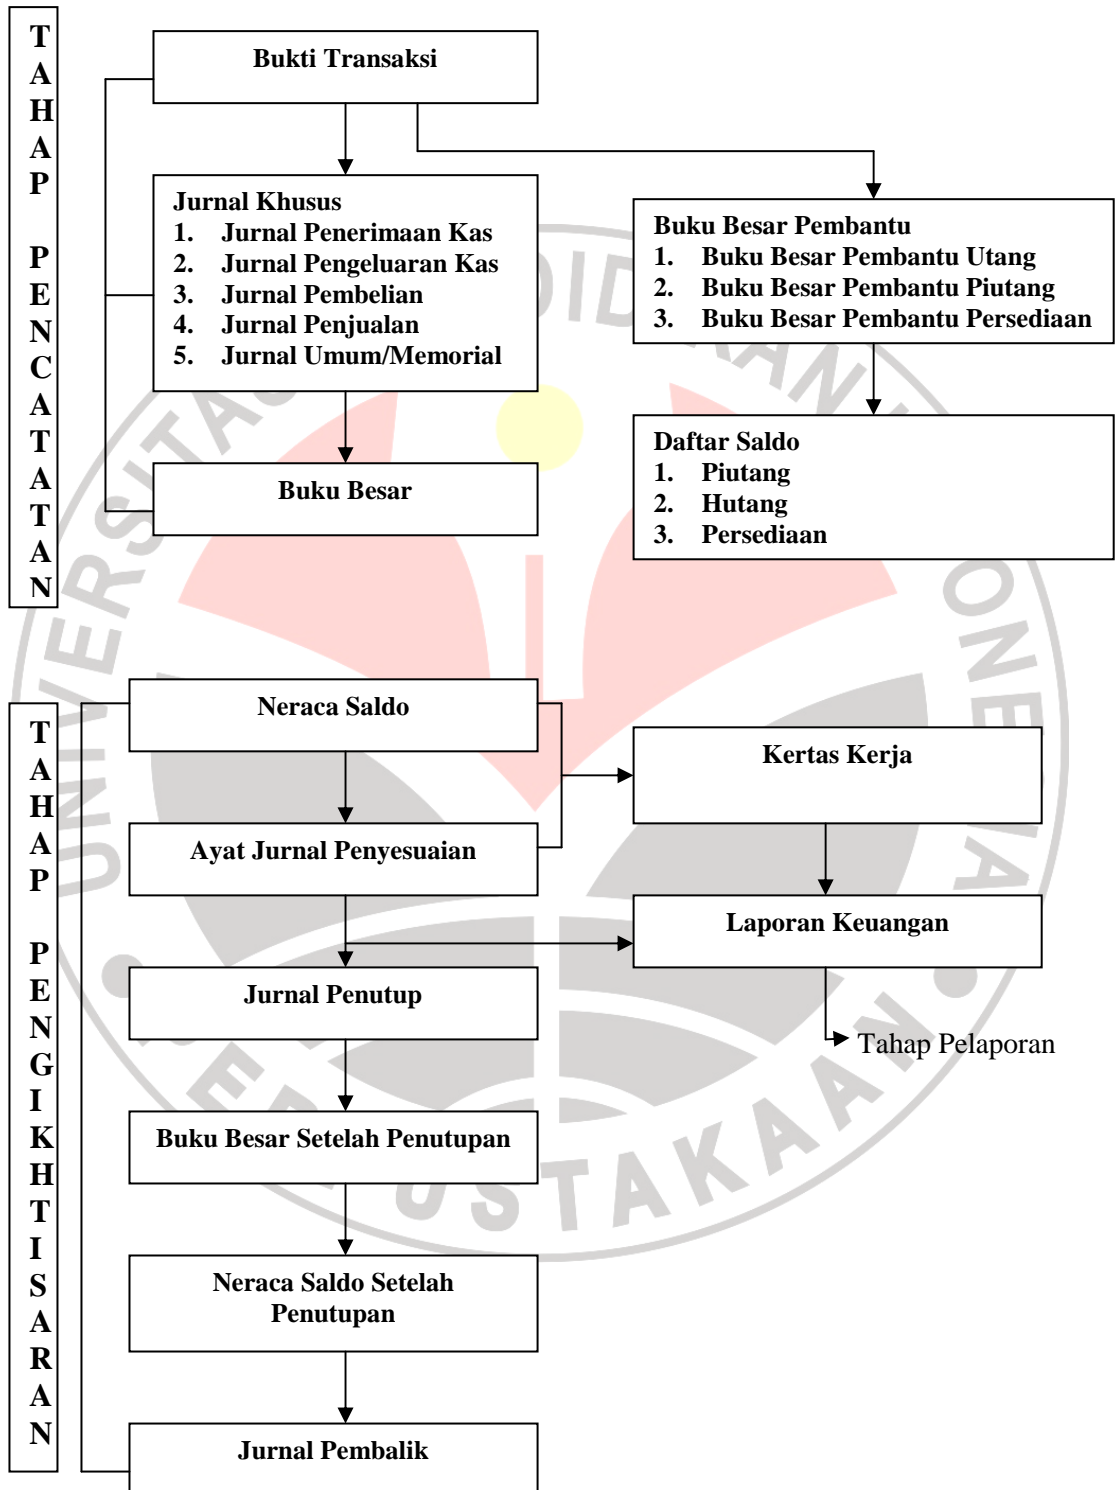 TAHAP PENCATATAN
Bukti Transaksi
Jurnal Khusus
1. Jurnal Penerimaan Kas
2. Jurnal Pengeluaran Kas
3. Jurnal Pembelian
4. Jurnal Penjualan
5. Jurnal Umum/Memorial
Buku Besar Pembantu
1. Buku Besar Pembantu Utang
2. Buku Besar Pembantu Piutang
3. Buku Besar Pembantu Persediaan
Buku Besar
Daftar Saldo
1. Piutang
2. Hutang
3. Persediaan
TAHAP PENGIKHTISARAN
Neraca Saldo
Kertas Kerja
Ayat Jurnal Penyesuaian
Laporan Keuangan
Jurnal Penutup
Tahap Pelaporan
Buku Besar Setelah Penutupan
Neraca Saldo Setelah
Penutupan
Jurnal Pembalik